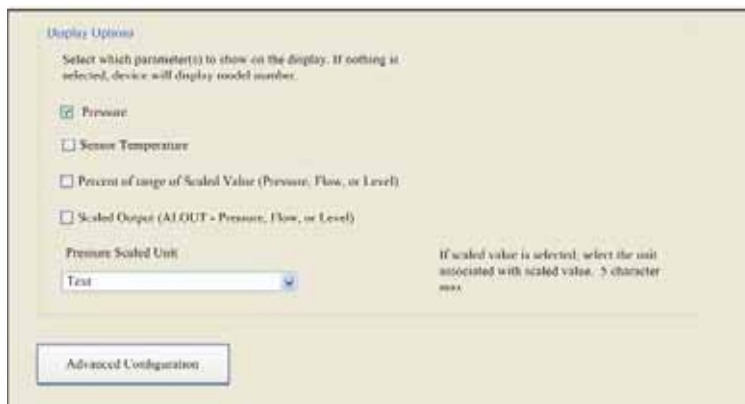 Display Options
Select which parameter(s) to show on the display. If nothing is
selected, device will display model number.
Pressure
Sensor Temperature
Percent of range of Scaled Value (Pressure, Flow, or Level)
Scaled Output (AI.OUT - Pressure, Flow, or Level)
Pressure Scaled Unit
Text
If scaled value is selected, select the unit
associated with scaled value. 5 character
max
Advanced Configuration